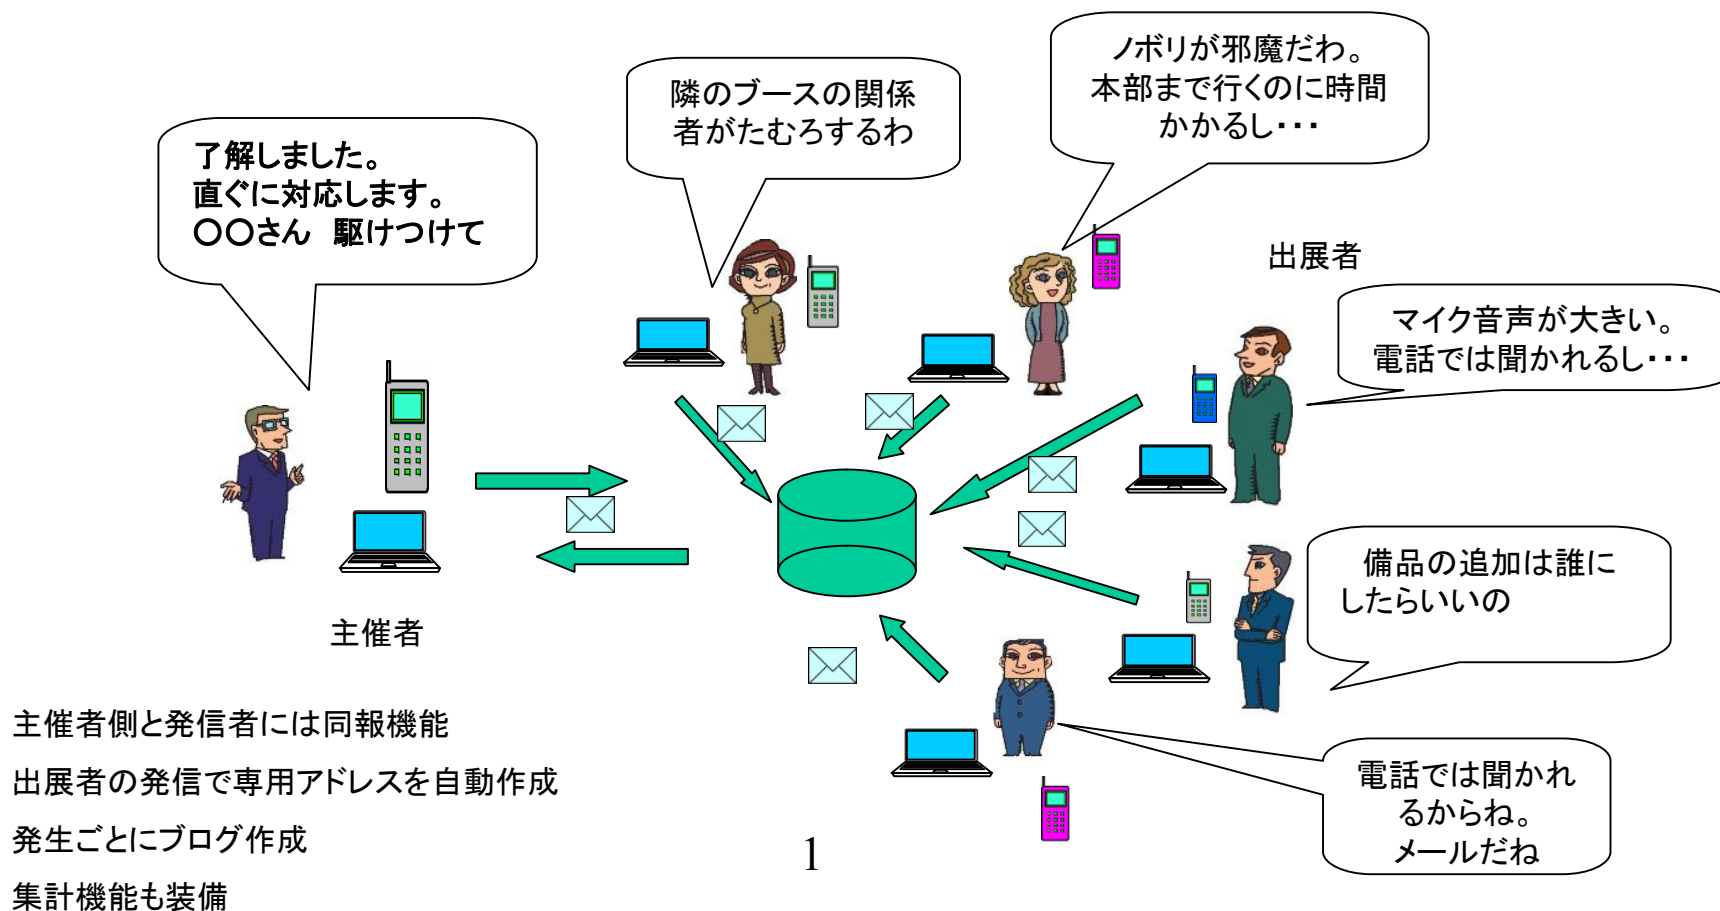 ノボリが邪魔だわ。
本部まで行くのに時間
かかるし・・・
隣のブースの関係
者がたむろするわ
了解しました。
直ぐに対応します。
〇〇さん　駆けつけて
出展者
マイク音声が大きい。
電話では聞かれるし・・・
備品の追加は誰に
したらいいの
主催者
電話では聞かれ
るからね。
メールだね
主催者側と発信者には同報機能
出展者の発信で専用アドレスを自動作成
発生ごとにブログ作成
集計機能も装備
1